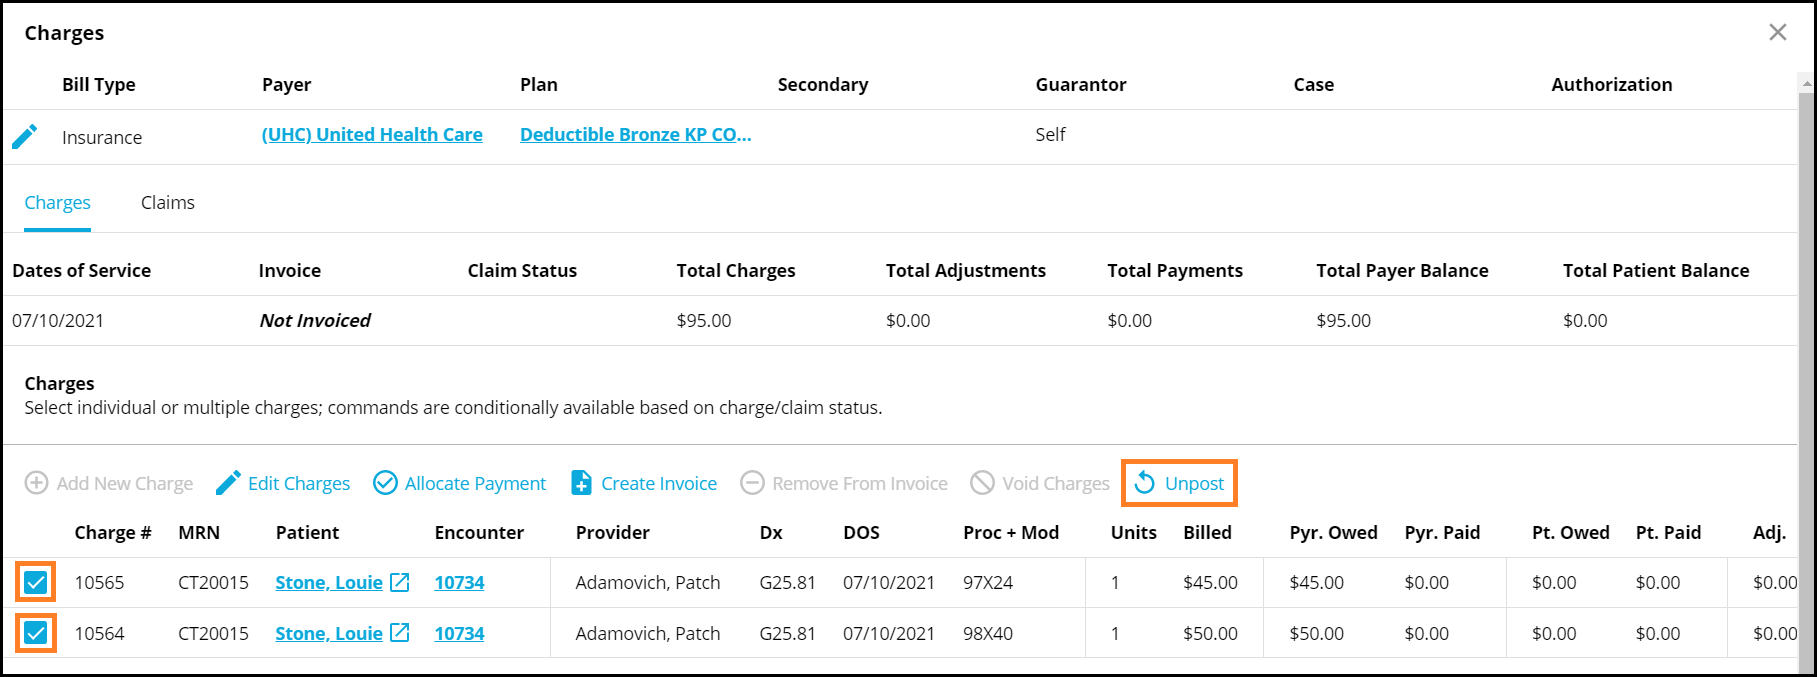 Charges
Bill Type Payer Plan Secondary Guarantor Case Authorization
Insurance (UHC) United Health Care Deductible Bronze KP CO... Self
Charges Claims
Dates of Service Invoice Claim Status Total Charges Total Adjustments Total Payments Total Payer Balance Total Patient Balance
07/10/2021 Not Invoiced $95.00 $0.00 $0.00 $95.00 $0.00
Charges
Select individual or multiple charges; commands are conditionally available based on charge/claim status.
Add New Charge Edit Charges Allocate Payment Create Invoice Remove From Invoice Void Charges Unpost
Charge # MRN Patient Encounter Provider Dx DOS Proc + Mod Units Billed Pyr. Owed Pyr. Paid Pt. Owed Pt. Paid Adj.
10565 CT20015 Stone, Louie 10734 Adamovich, Patch G25.81 07/10/2021 97X24 1 $45.00 $45.00 $0.00 $0.00 $0.00 $0.00
10564 CT20015 Stone, Louie 10734 Adamovich, Patch G25.81 07/10/2021 98X40 1 $50.00 $50.00 $0.00 $0.00 $0.00 $0.00